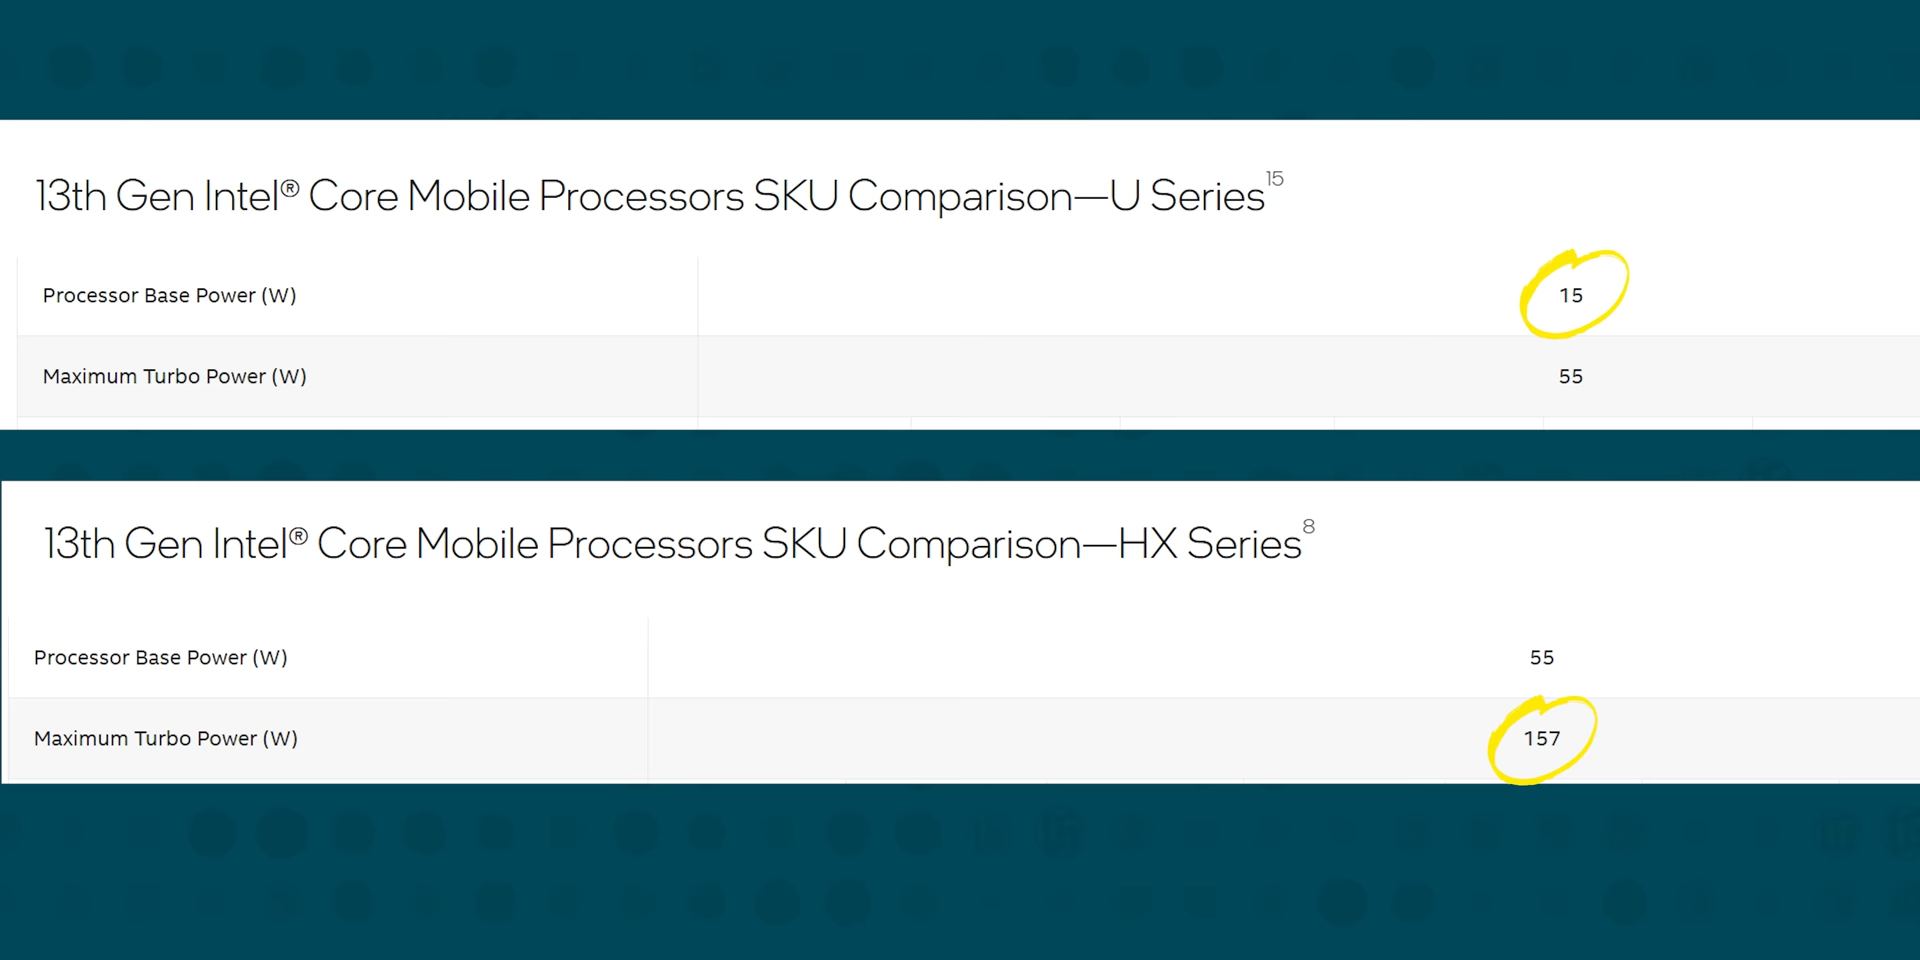 13th Gen Intel® Core Mobile Processors SKU Comparison—U Series15
Processor Base Power (W) 15
Maximum Turbo Power (W) 55
13th Gen Intel® Core Mobile Processors SKU Comparison—HX Series8
Processor Base Power (W) 55
Maximum Turbo Power (W) 157